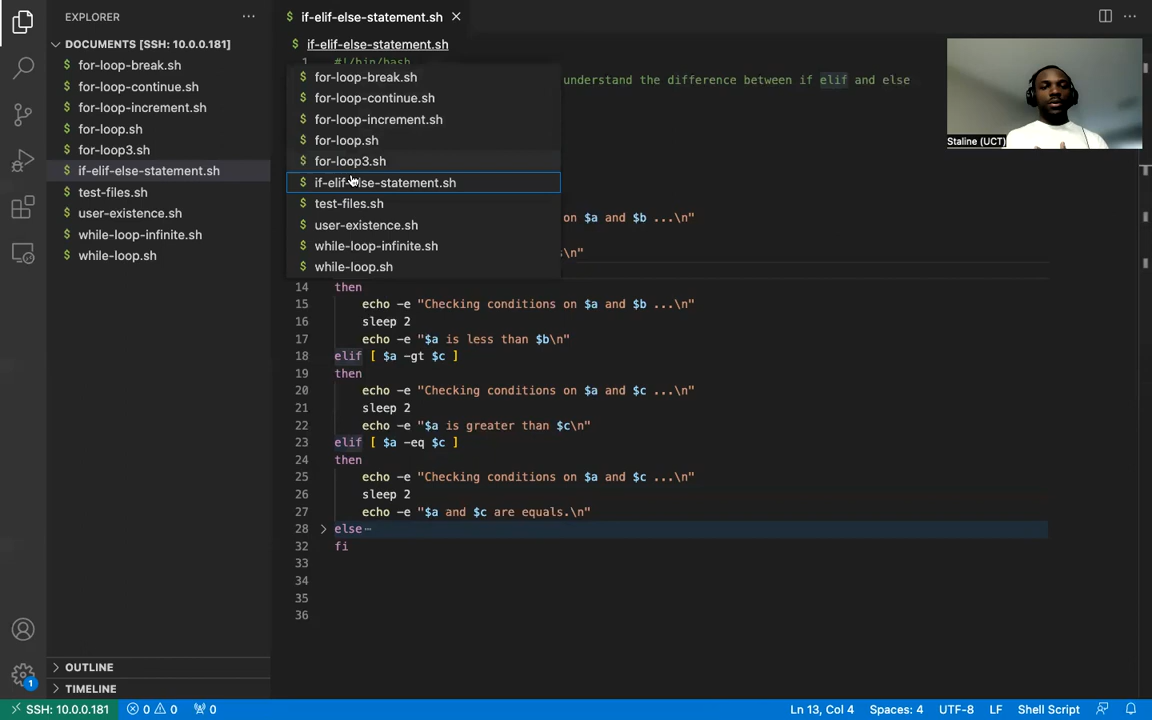 EXPLORER
DOCUMENTS [SSH: 10.0.0.181]
for-loop-break.sh
for-loop-continue.sh
for-loop-increment.sh
for-loop.sh
for-loop3.sh
if-elif-else-statement.sh
test-files.sh
user-existence.sh
while-loop-infinite.sh
while-loop.sh
OUTLINE
TIMELINE
$ if-elif-else-statement.sh
$ if-elif-else-statement.sh
1 #!/bin/bash
understand the difference between if elif and else
$ for-loop-break.sh
$ for-loop-continue.sh
$ for-loop-increment.sh
$ for-loop.sh
$ for-loop3.sh
$ if-elif-else-statement.sh
$ test-files.sh
$ user-existence.sh
$ while-loop-infinite.sh
$ while-loop.sh
on $a and $b ...\n"
\n"
14 then
15 echo -e "Checking conditions on $a and $b ...\n"
16 sleep 2
17 echo -e "$a is less than $b\n"
18 elif [ $a -gt $c ]
19 then
20 echo -e "Checking conditions on $a and $c ...\n"
21 sleep 2
22 echo -e "$a is greater than $c\n"
23 elif [ $a -eq $c ]
24 then
25 echo -e "Checking conditions on $a and $c ...\n"
26 sleep 2
27 echo -e "$a and $c are equals.\n"
28 else
32 fi
33
34
35
36
Staline (UCT)
1
SSH: 10.0.0.181 0 0 0 Ln 13, Col 4 Spaces: 4 UTF-8 LF Shell Script